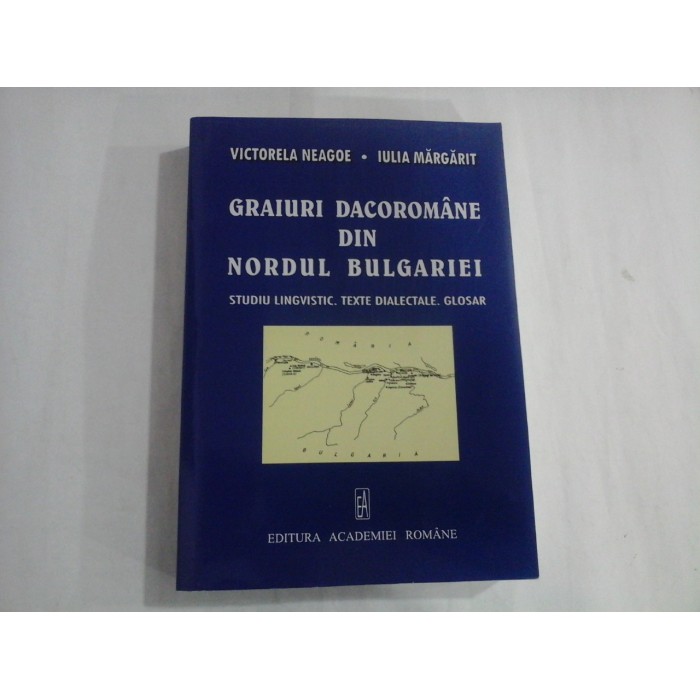 VICTORELA NEAGOE • IULIA MĂRGĂRIT
GRAIURI DACOROMÂNE
DIN
NORDUL BULGARIEI
STUDIU LINGVISTIC. TEXTE DIALECTALE. GLOSAR
ROMÂNIA
BULGARIA
EA
EDITURA ACADEMIEI ROMÂNE